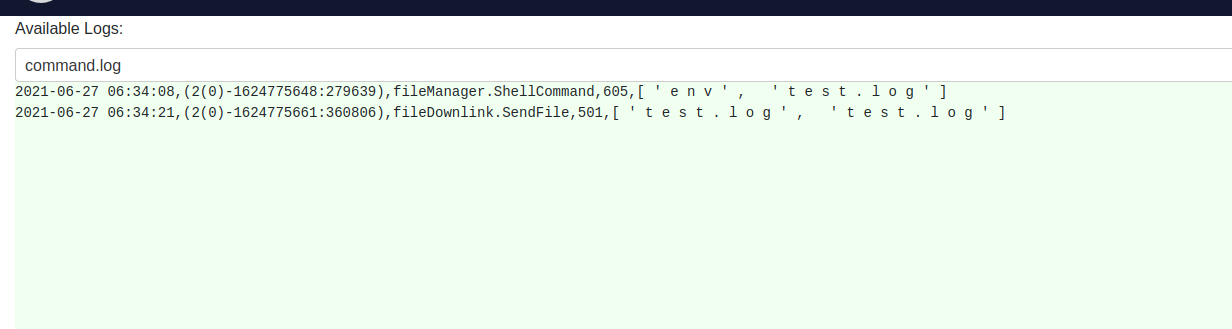 Available Logs:
command.log
2021-06-27 06:34:08,(2(0)-1624775648:279639),fileManager.ShellCommand,605,[ ' e n v ' ,   ' t e s t . l o g ' ]
2021-06-27 06:34:21,(2(0)-1624775661:360806),fileDownlink.SendFile,501,[ ' t e s t . l o g ' ,   ' t e s t . l o g ' ]